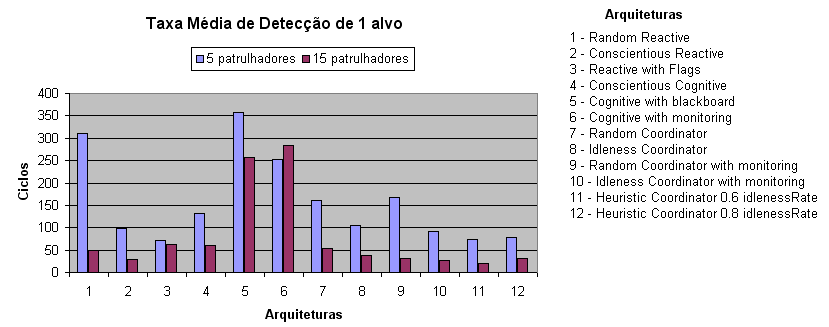 Taxa Média de Detecção de 1 alvo
5 patrulhadores 15 patrulhadores
Ciclos
400
350
300
250
200
150
100
50
0
1 2 3 4 5 6 7 8 9 10 11 12
Arquiteturas
Arquiteturas
1 - Random Reactive
2 - Conscientious Reactive
3 - Reactive with Flags
4 - Conscientious Cognitive
5 - Cognitive with blackboard
6 - Cognitive with monitoring
7 - Random Coordinator
8 - Idleness Coordinator
9 - Random Coordinator with monitoring
10 - Idleness Coordinator with monitoring
11 - Heuristic Coordinator 0.6 idlenessRate
12 - Heuristic Coordinator 0.8 idlenessRate